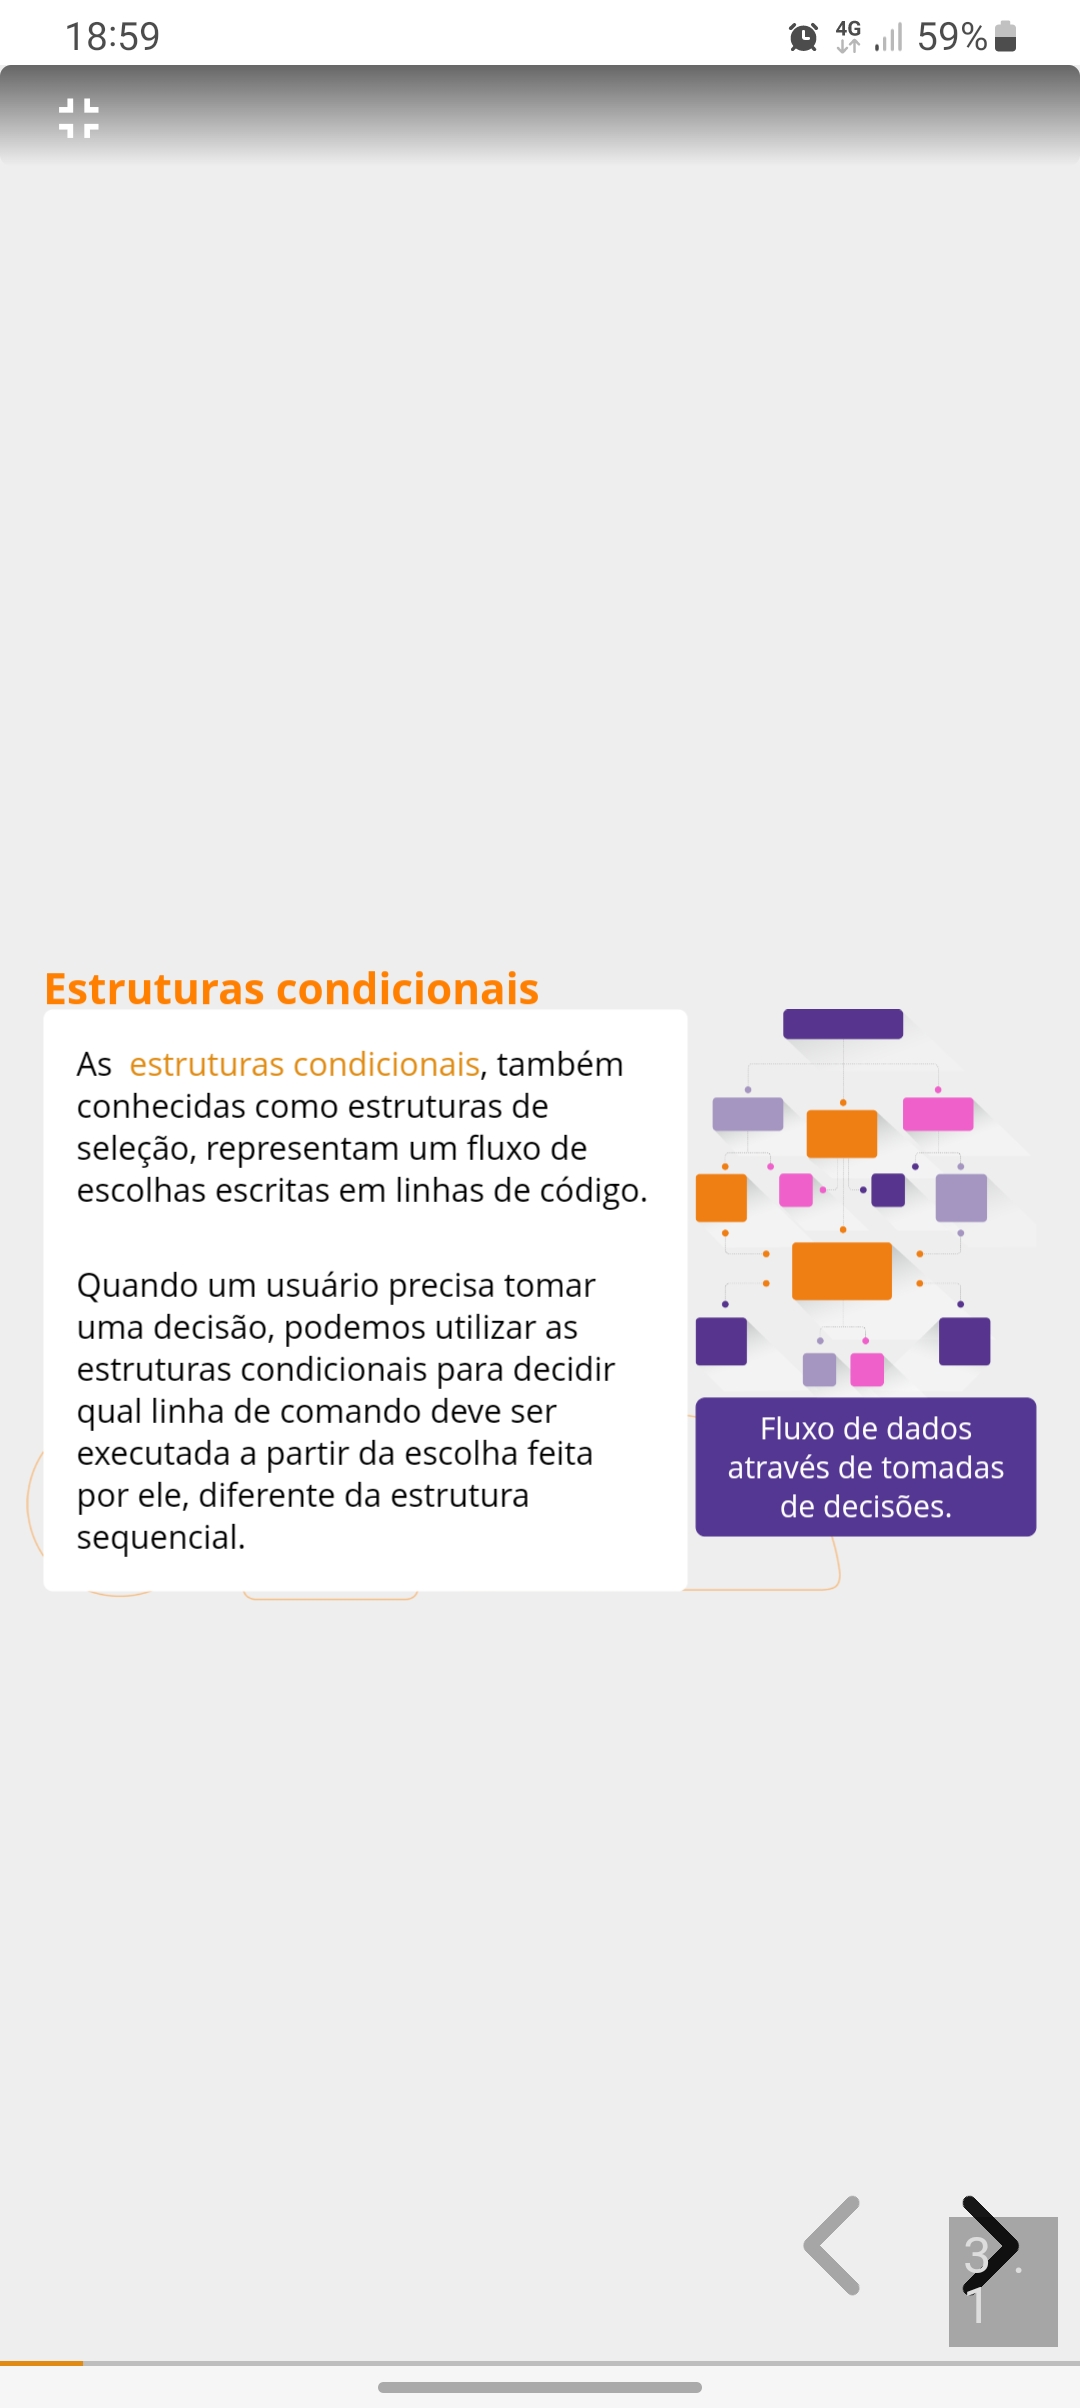 18:59
4G
59%
Estruturas condicionais
As estruturas condicionais, também
conhecidas como estruturas de
seleção, representam um fluxo de
escolhas escritas em linhas de código.
Quando um usuário precisa tomar
uma decisão, podemos utilizar as
estruturas condicionais para decidir
qual linha de comando deve ser
executada a partir da escolha feita
por ele, diferente da estrutura
sequencial.
Fluxo de dados
através de tomadas
de decisões.
3 .
1